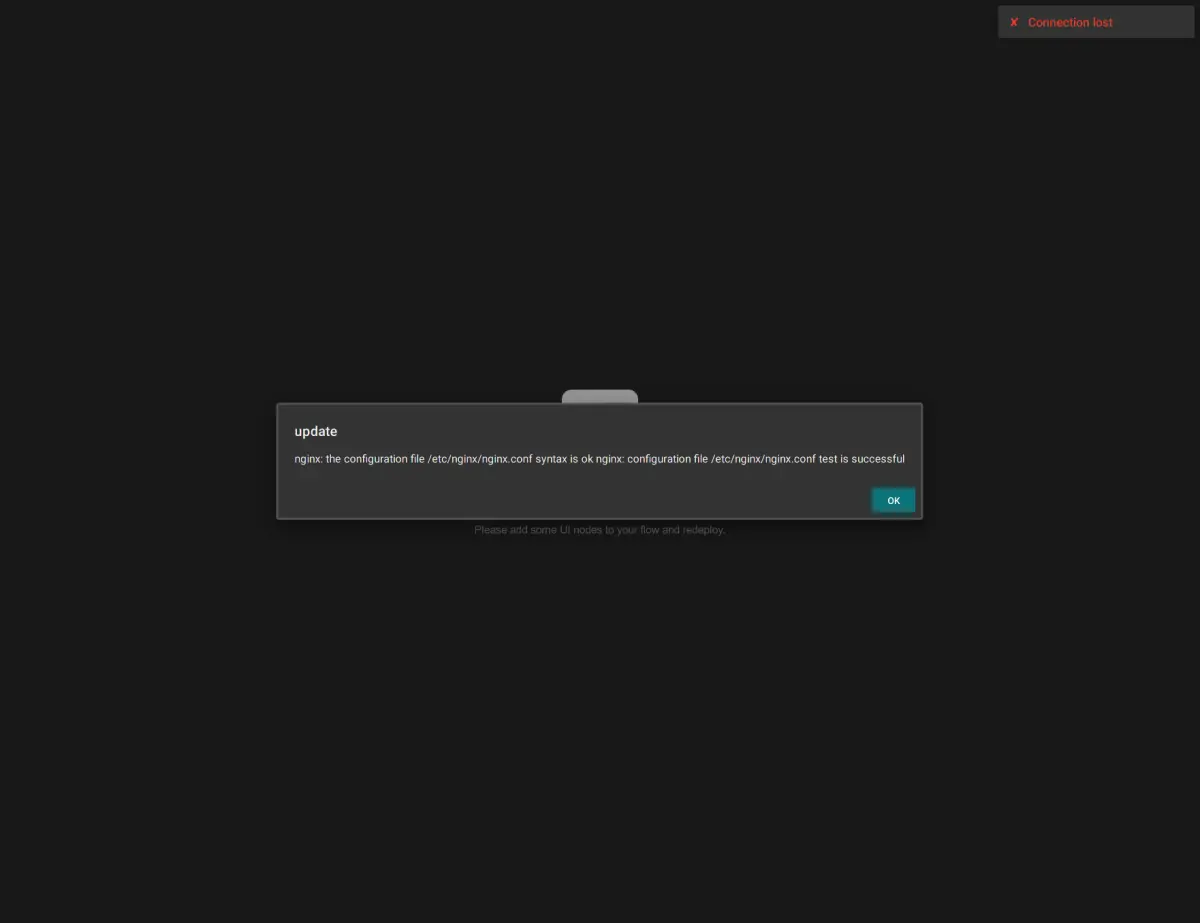 ✘ Connection lost
update
nginx: the configuration file /etc/nginx/nginx.conf syntax is ok nginx: configuration file /etc/nginx/nginx.conf test is successful
OK
Please add some UI nodes to your flow and redeploy.